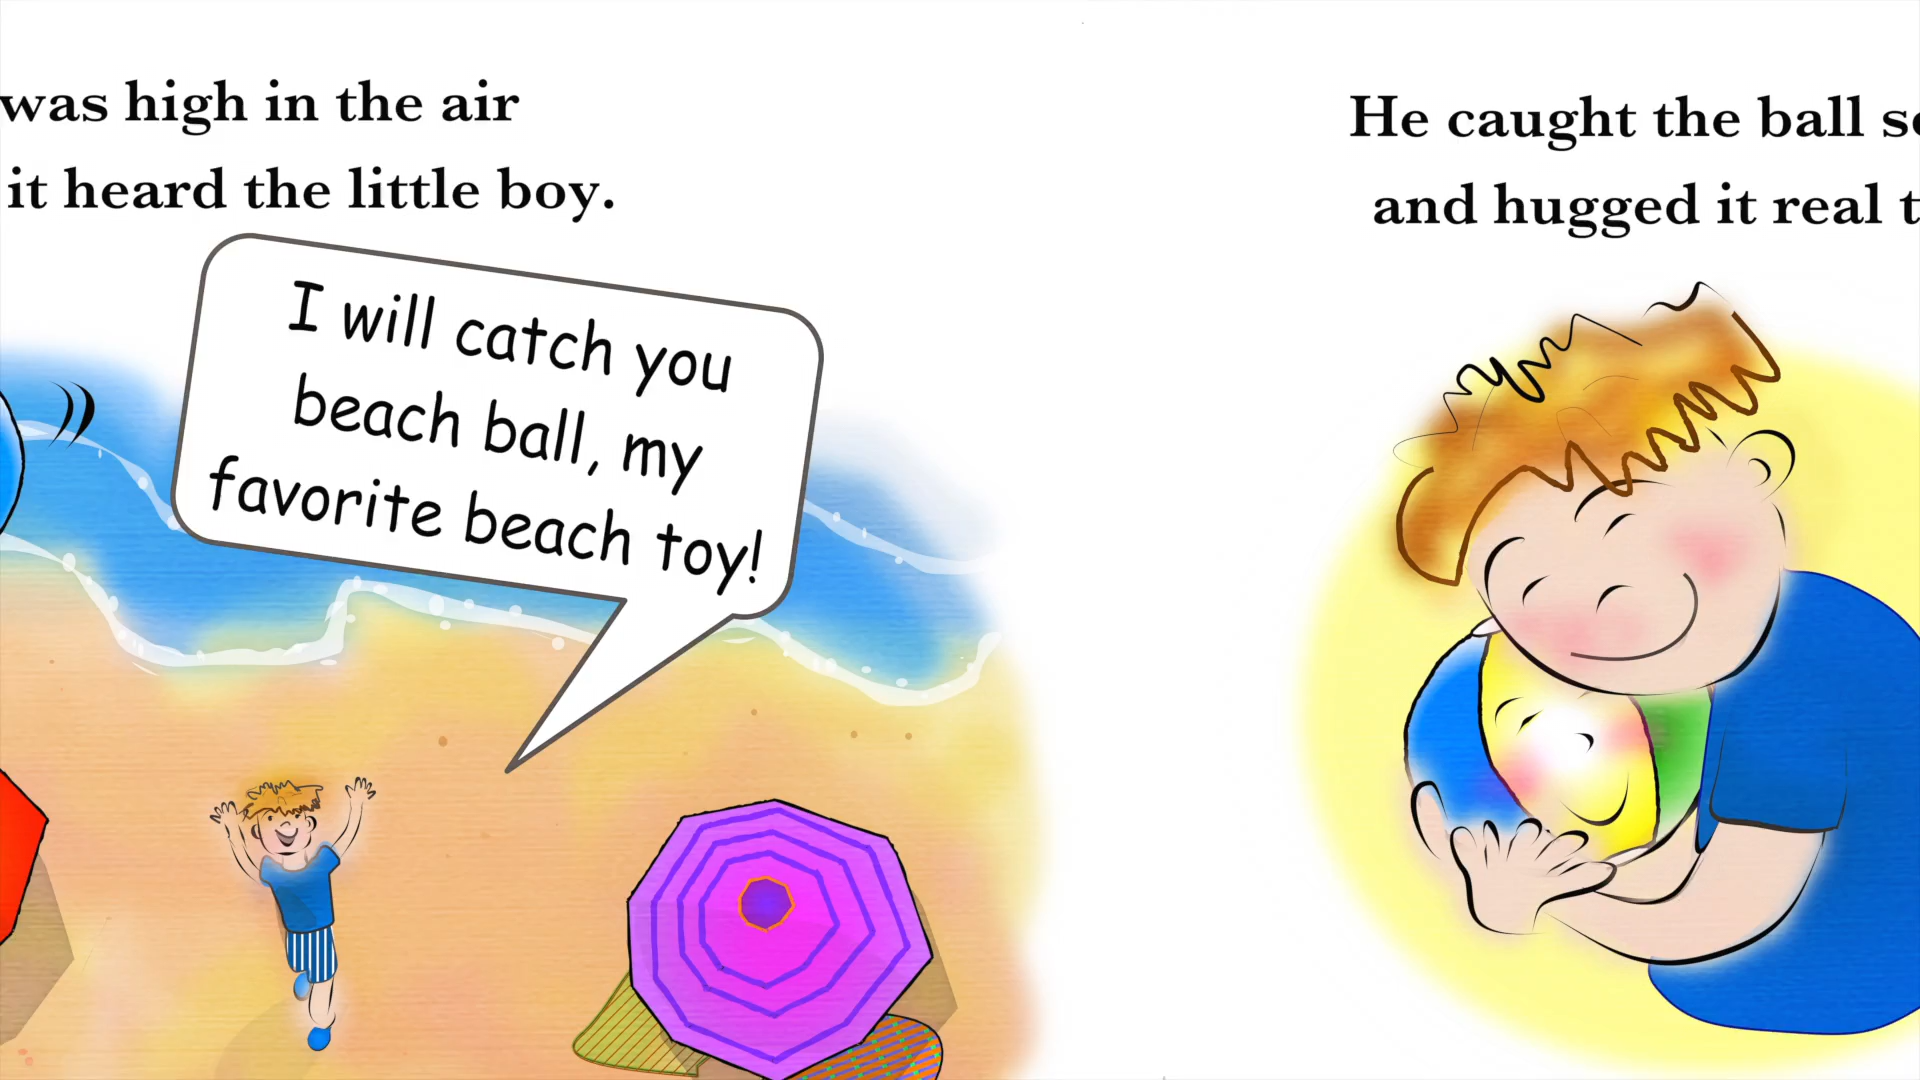 was high in the air
it heard the little boy.
I will catch you
beach ball, my
favorite beach toy!
He caught the ball
and hugged it real